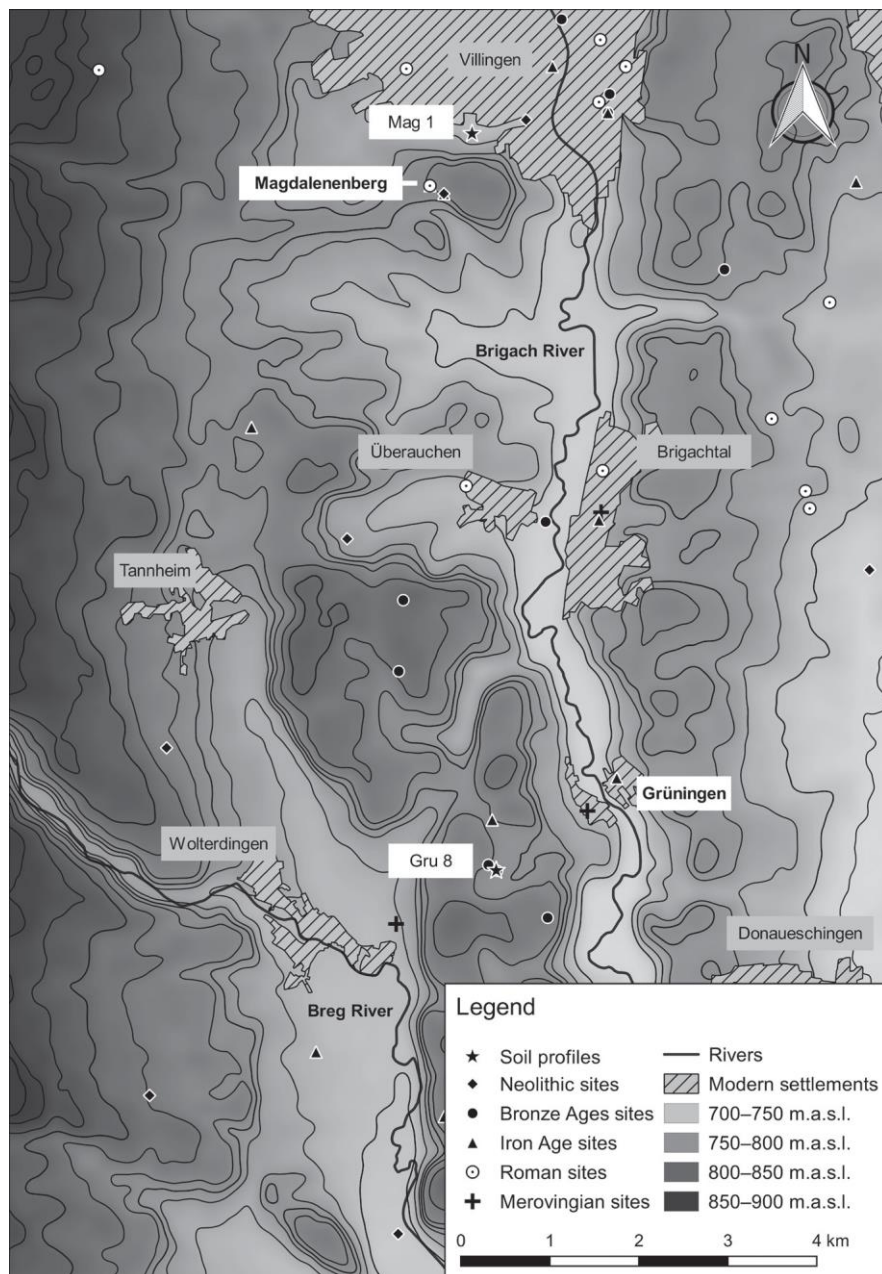 Villingen
N
Mag 1
Magdalenenberg
Brigach River
Überauchen
Brigachtal
Tannheim
Grüningen
Wolterdingen
Gru 8
Donaueschingen
Breg River
Legend
Soil profiles
Neolithic sites
Bronze Ages sites
Iron Age sites
Roman sites
Merovingian sites
Rivers
Modern settlements
700–750 m.a.s.l.
750–800 m.a.s.l.
800–850 m.a.s.l.
850–900 m.a.s.l.
0 1 2 3 4 km